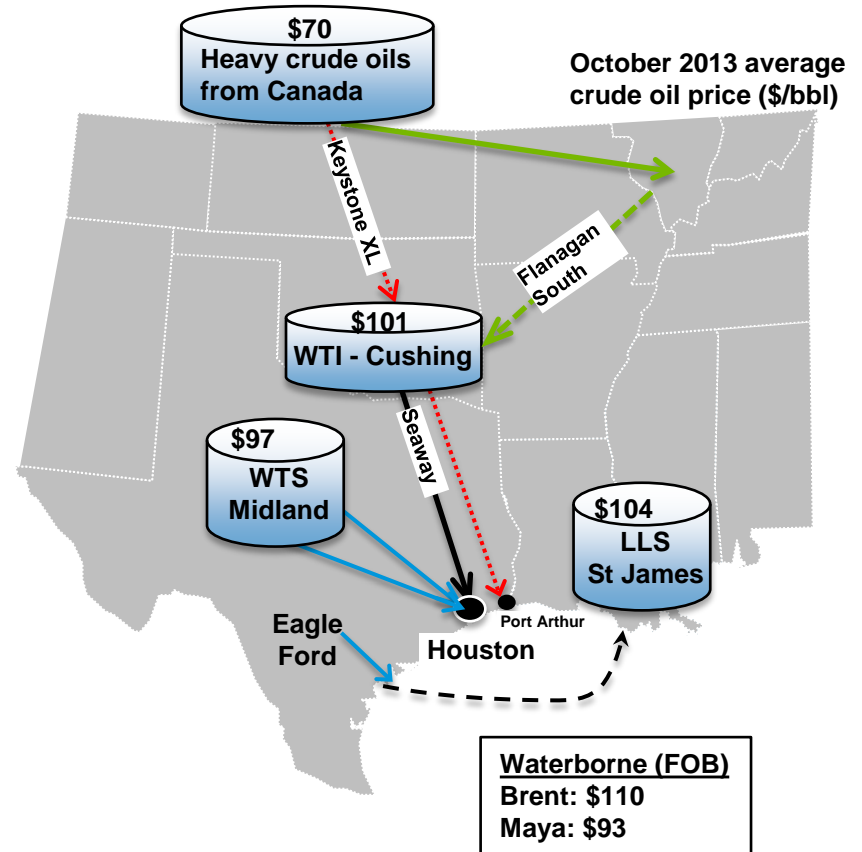 $70
Heavy crude oils
from Canada
October 2013 average
crude oil price ($/bbl)
Keystone XL
Flanagan
South
$101
WTI - Cushing
Seaway
$97
WTS
Midland
$104
LLS
St James
Port Arthur
Eagle
Ford
Houston
Waterborne (FOB)
Brent: $110
Maya: $93